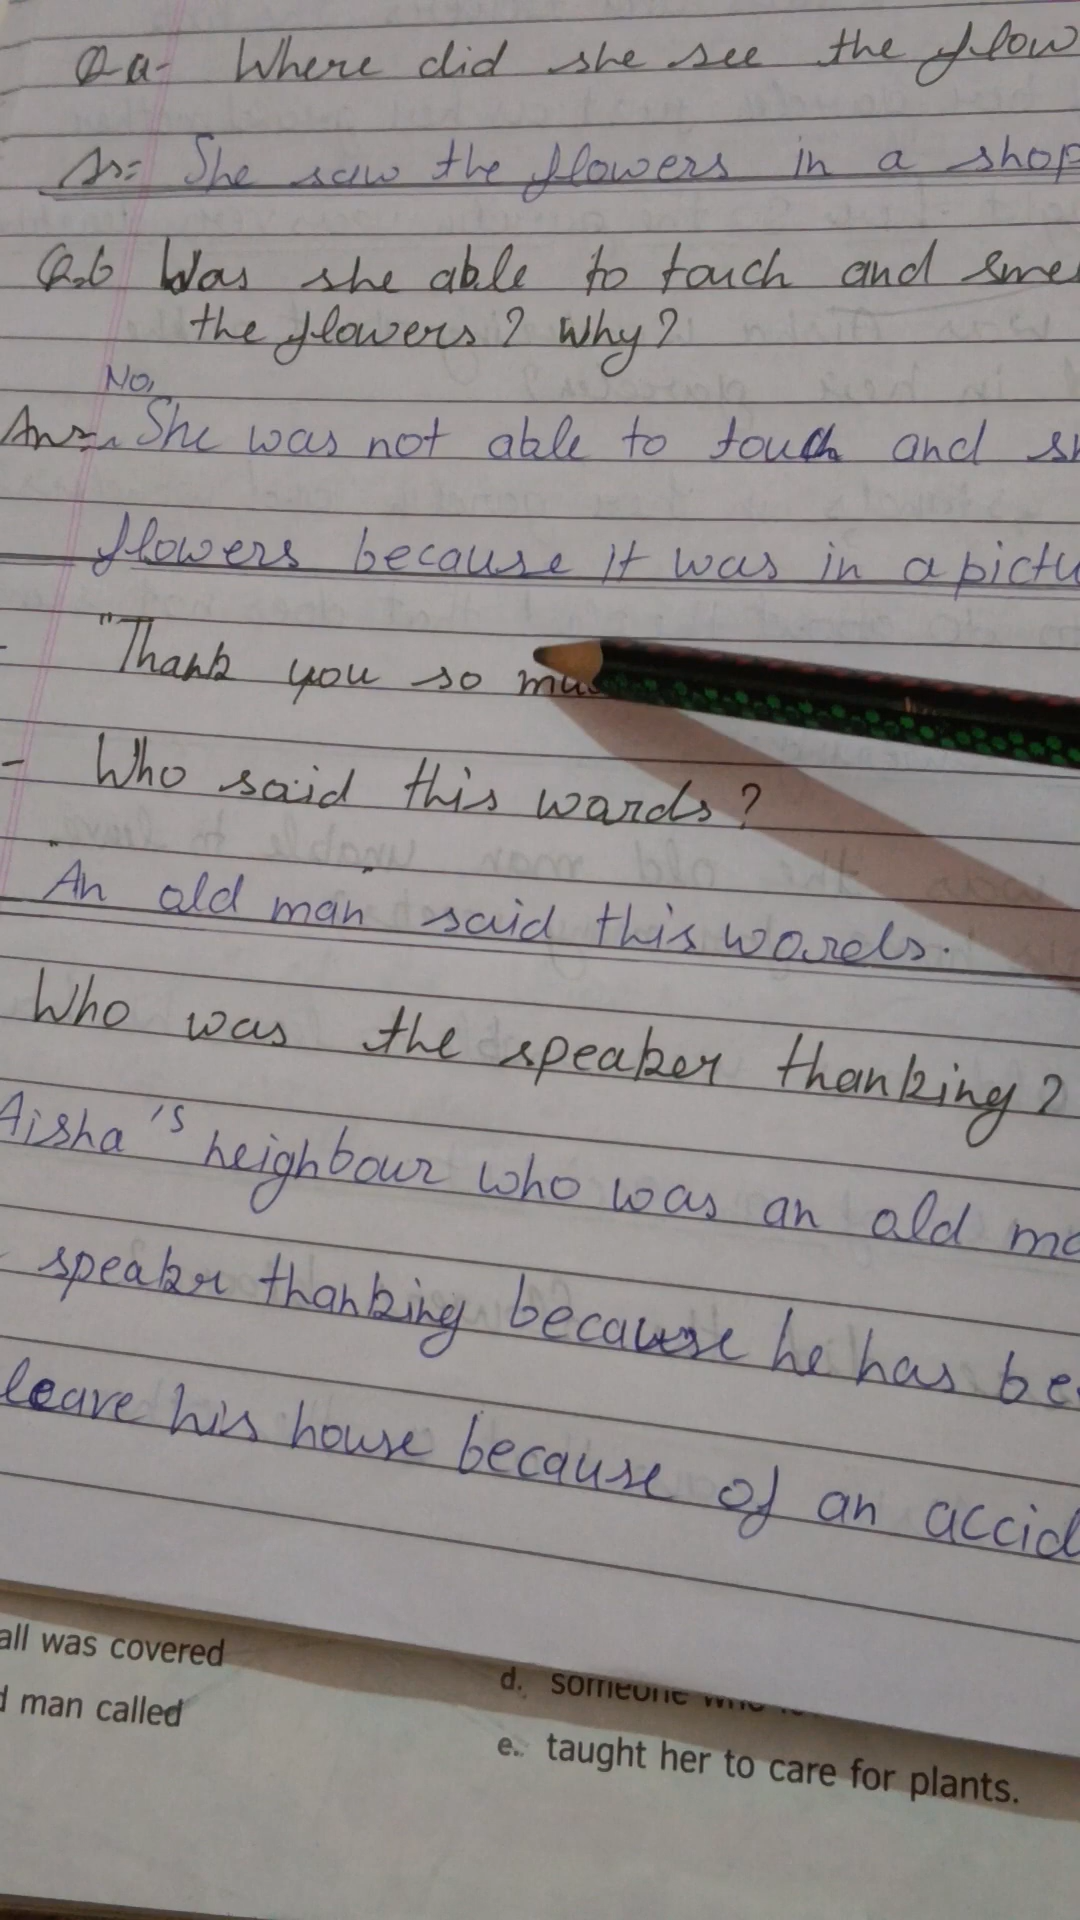 Q a- Where did she see the flow
Ans= She saw the flowers in a shop
Q.b Was she able to touch and sme
the flowers? Why?
No,
Ans=. She was not able to touch and s
flowers because it was in a pictu
"Thank you so mu
- Who said this wards?
An old man said this words.
Who was the speaker thanking?
Aisha's neighbour who was an old m
speaker thanking because he has be
leave his house because of an accid
all was covered
d. someone who
man called
e. taught her to care for plants.